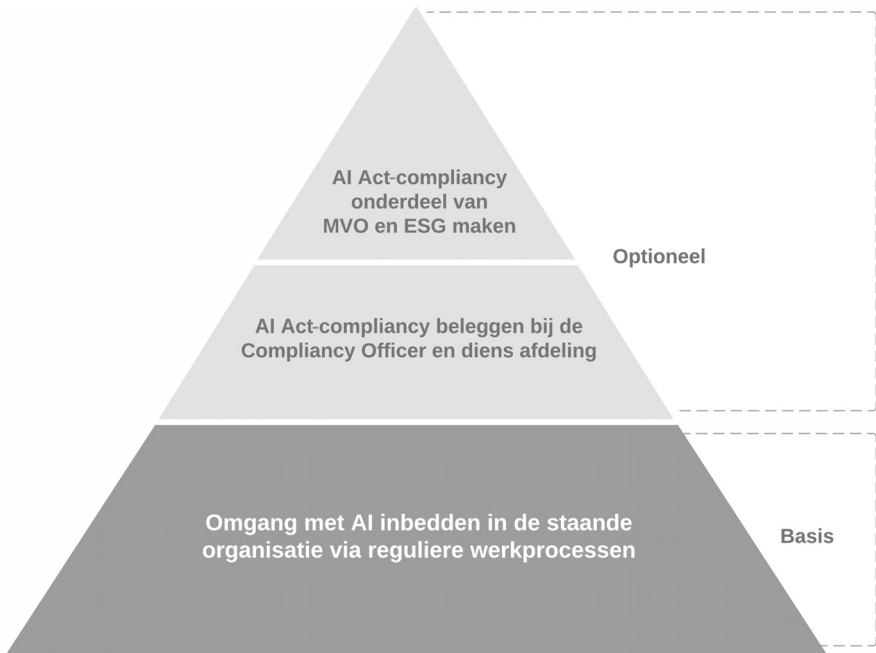 AI Act-compliancy
onderdeel van
MVO en ESG maken
Optioneel
AI Act-compliancy beleggen bij de
Compliancy Officer en diens afdeling
Omgang met AI inbedden in de staande
organisatie via reguliere werkprocessen
Basis